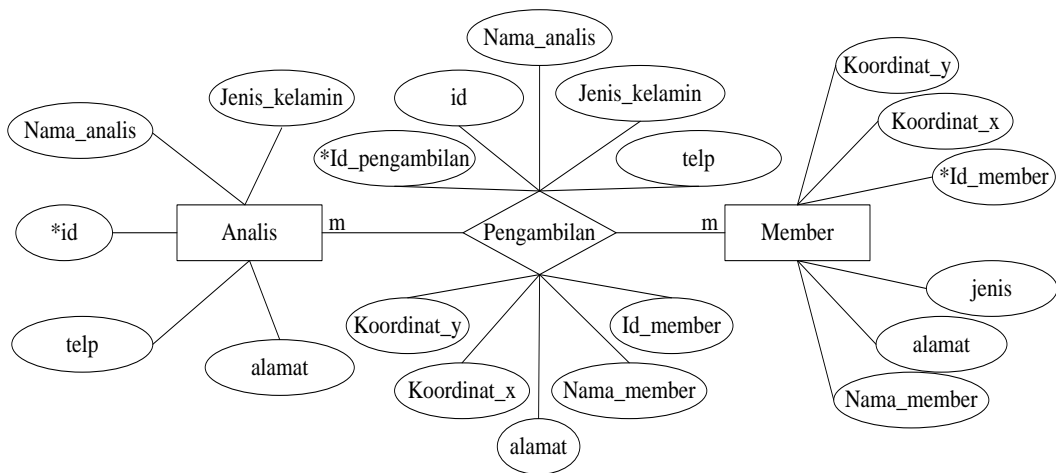 Nama_analis
Jenis_kelamin
*id
Analis
telp
alamat
m
Nama_analis
id
Jenis_kelamin
*Id_pengambilan
telp
Pengambilan
Koordinat_y
Id_member
Koordinat_x
Nama_member
alamat
m
Koordinat_y
Koordinat_x
*Id_member
Member
jenis
alamat
Nama_member